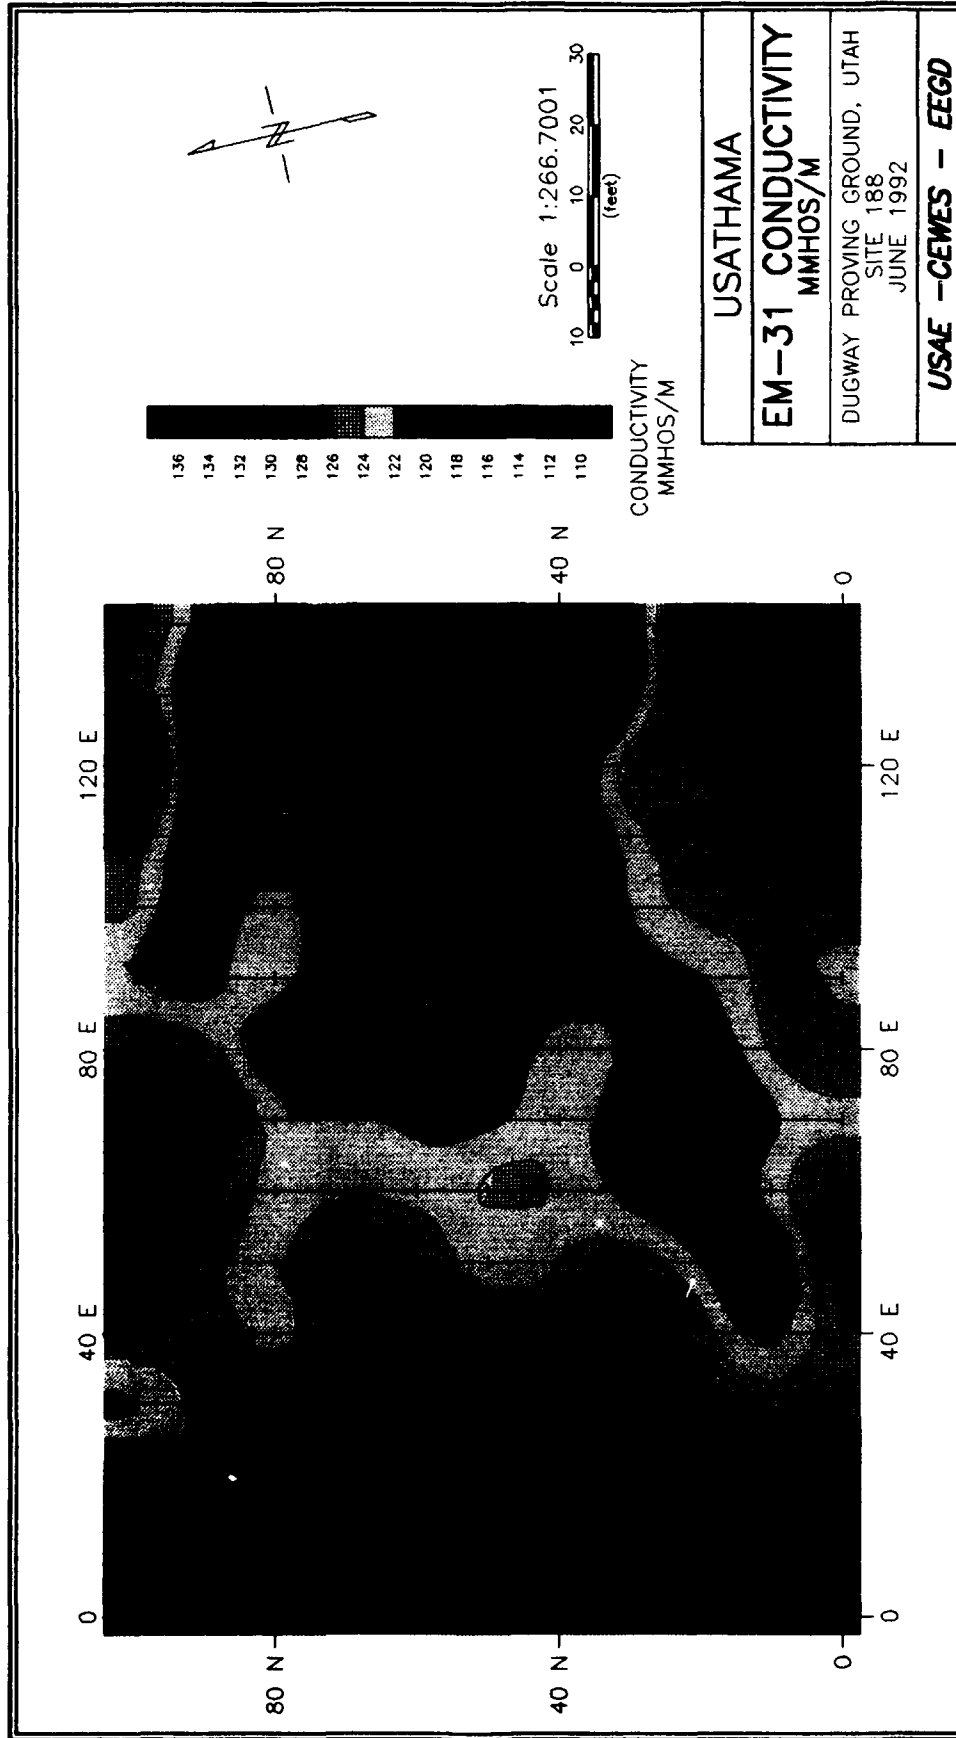 0 40 E 80 E 120 E
80 N 80 N
40 N 40 N
0 0
0 40 E 80 E 120 E
136
134
132
130
128
126
124
122
120
118
116
114
112
110
CONDUCTIVITY
MMHOS/M
N
Scale 1:266.7001
10 0 10 20 30
(feet)
USATHAMA
EM-31 CONDUCTIVITY
MMHOS/M
DUGWAY PROVING GROUND, UTAH
SITE 188
JUNE 1992
USAE -CEWES - EEGD